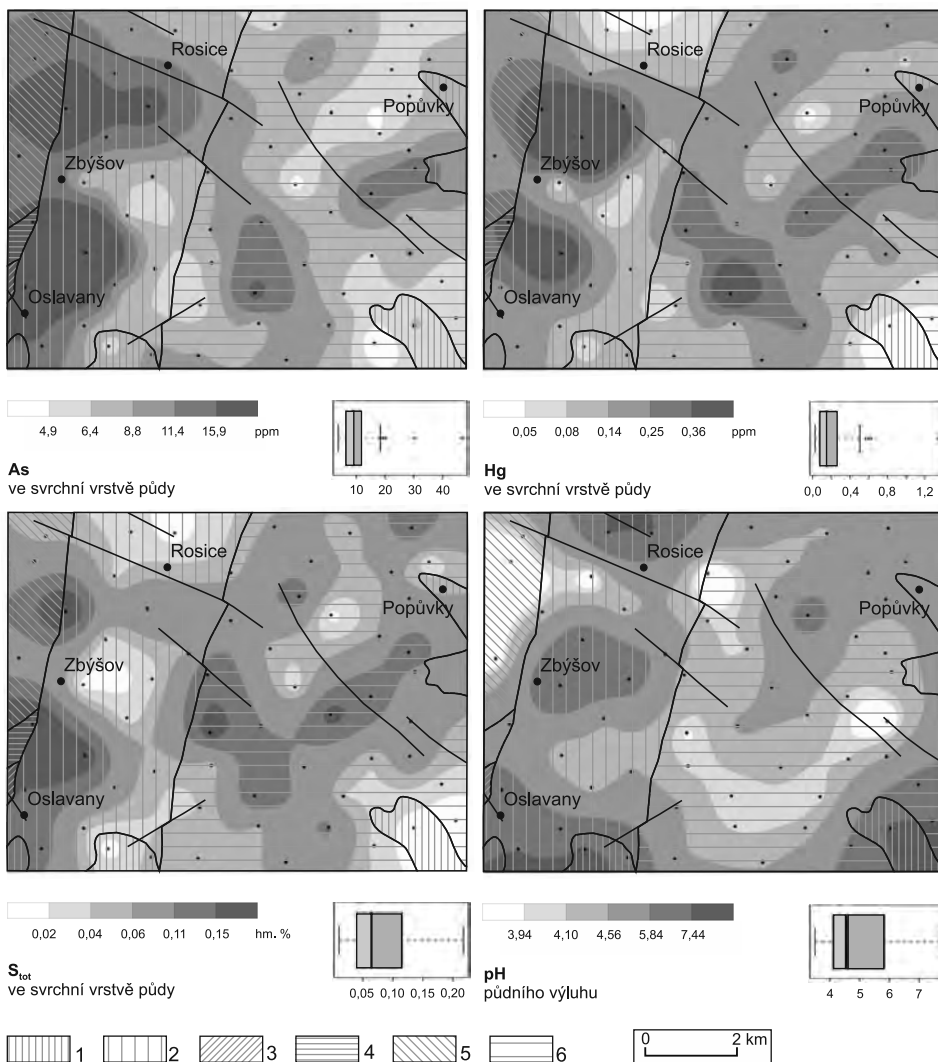 Rosice
Popůvky
Zbýšov
Oslavany
4,9 6,4 8,8 11,4 15,9 ppm
As
ve svrchní vrstvě půdy
10 20 30 40
Rosice
Popůvky
Zbýšov
Oslavany
0,05 0,08 0,14 0,25 0,36 ppm
Hg
ve svrchní vrstvě půdy
0,0 0,4 0,8 1,2
Rosice
Popůvky
Zbýšov
Oslavany
0,02 0,04 0,06 0,11 0,15 hm. %
Stot
ve svrchní vrstvě půdy
0,05 0,10 0,15 0,20
Rosice
Popůvky
Zbýšov
Oslavany
3,94 4,10 4,56 5,84 7,44
pH
půdního výluhu
4 5 6 7
1 2 3 4 5 6
0 2 km